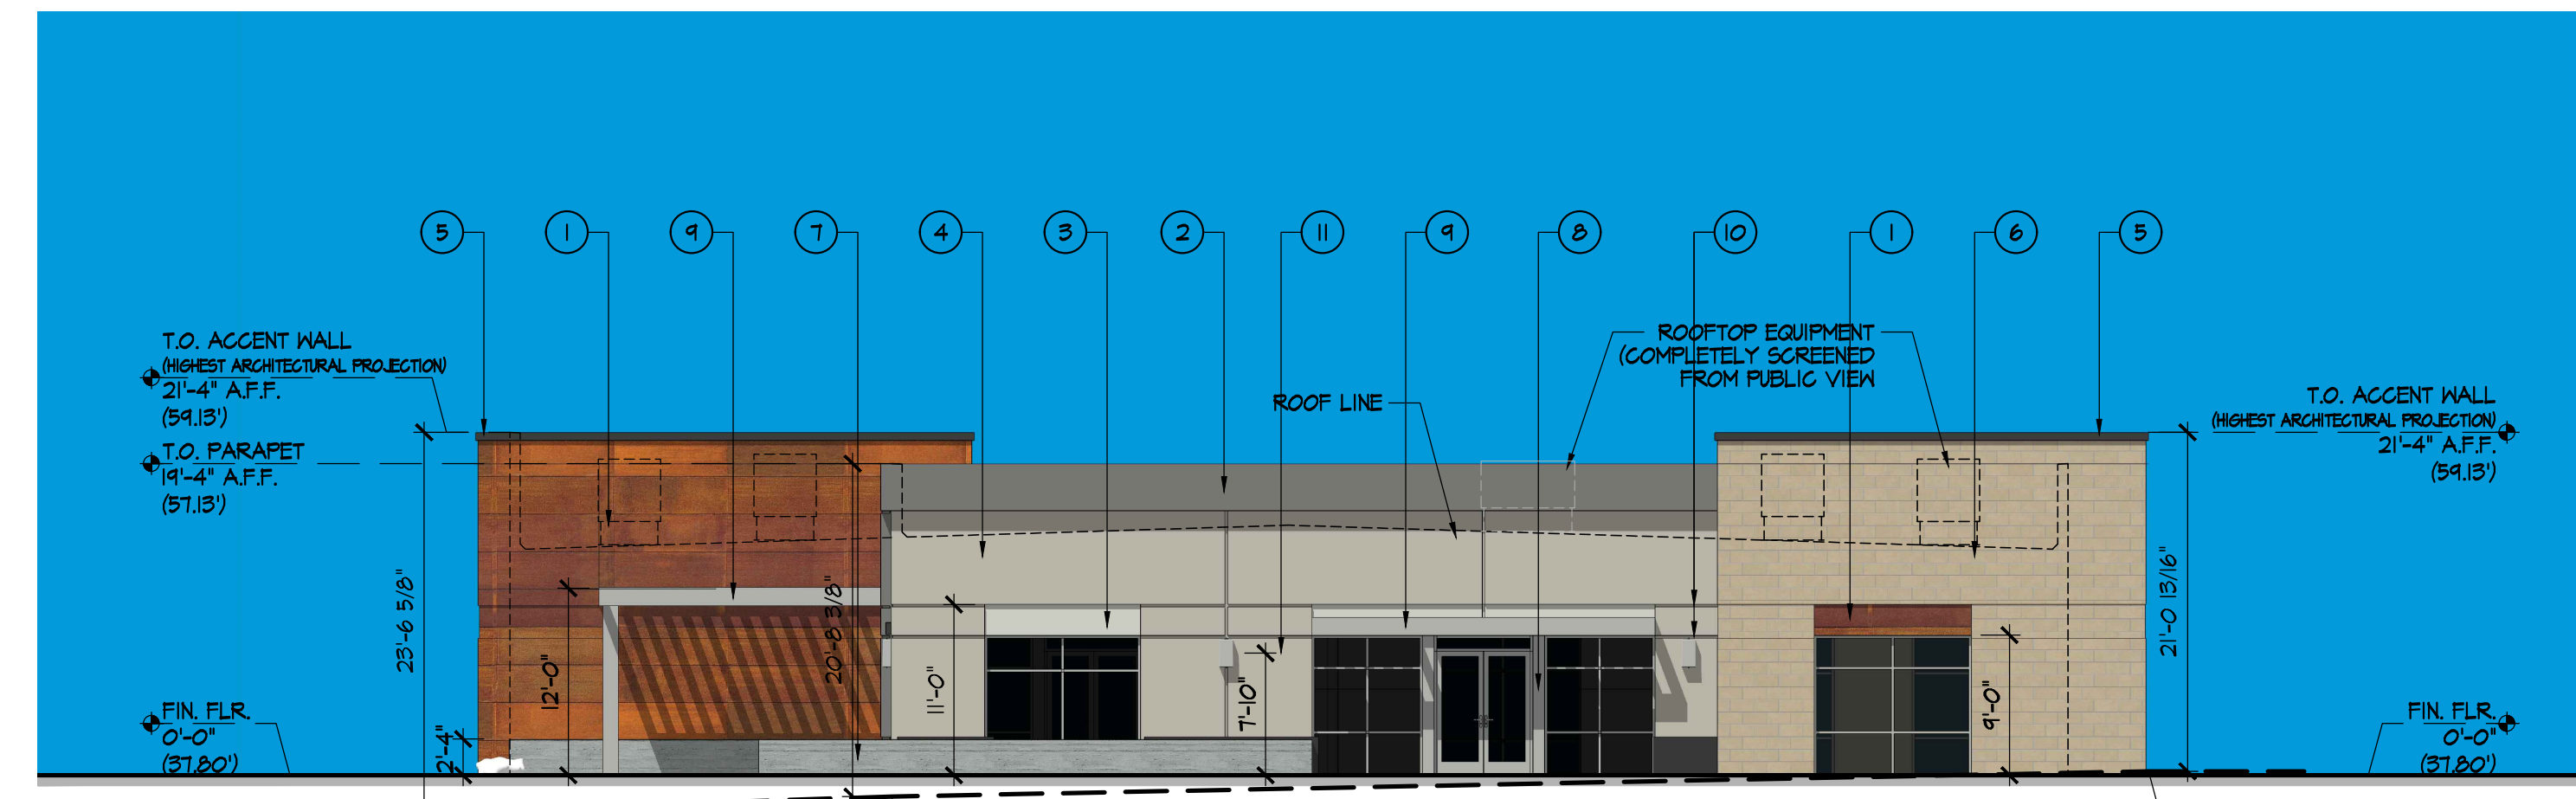 5 1 9 7 4 3 2 11 9 8 10 1 6 5
T.O. ACCENT WALL
(HIGHEST ARCHITECTURAL PROJECTION)
21'-4" A.F.F.
(59.13')
T.O. PARAPET
19'-4" A.F.F.
(57.13')
FIN. FLR.
0'-0"
(37.80')
23'-6 5/8"
2'-4"
12'-0"
20'-8 3/8"
11'-0"
7'-10"
ROOF LINE
ROOFTOP EQUIPMENT
(COMPLETELY SCREENED
FROM PUBLIC VIEW
9'-0"
21'-0 13/16"
T.O. ACCENT WALL
(HIGHEST ARCHITECTURAL PROJECTION)
21'-4" A.F.F.
(59.13')
FIN. FLR.
0'-0"
(37.80')